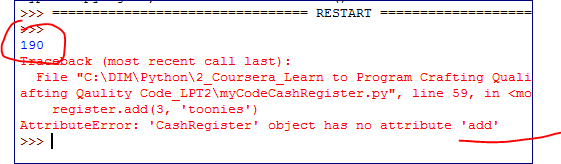 >>> ================================ RESTART ================
>>>
190
Traceback (most recent call last):
File "C:\DIM\Python\2_Coursera_Learn to Program Crafting Quali
afting Qaulity Code_LPT2\myCodeCashRegister.py", line 59, in <mo
register.add(3, 'toonies')
AttributeError: 'CashRegister' object has no attribute 'add'
>>>